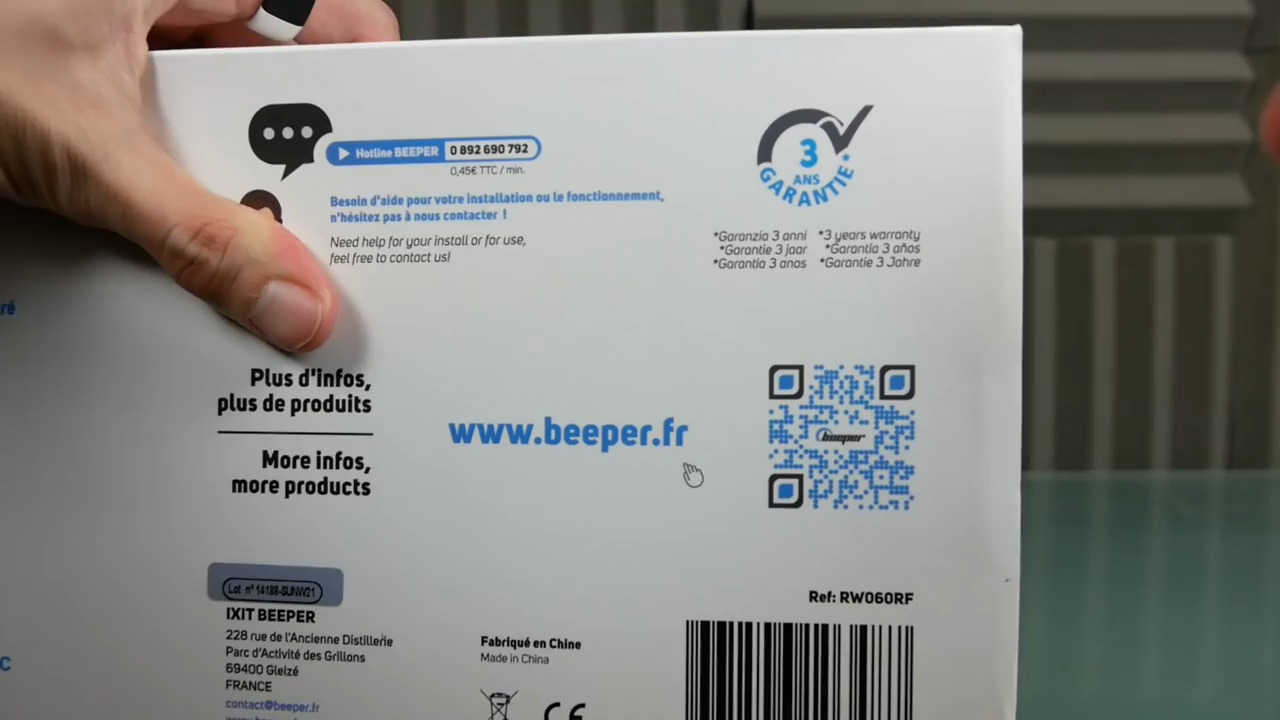 Hotline BEEPER 0 892 690 792
0,45€ TTC / min.
Besoin d'aide pour votre installation ou le fonctionnement,
n'hésitez pas à nous contacter !
Need help for your install or for use,
feel free to contact us!
3
ANS
GARANTIE
*Garanzia 3 anni *3 years warranty
*Garantie 3 jaar *Garantía 3 años
*Garantia 3 anos *Garantie 3 Jahre
ré
Plus d'infos,
plus de produits
More infos,
more products
www.beeper.fr
beeper
Lot n° 14188-SUNW21
IXIT BEEPER
228 rue de l'Ancienne Distillerie
Parc d'Activité des Grillons
69400 Gleizé
FRANCE
contact@beeper.fr
Fabriqué en Chine
Made in China
CE
Ref: RW060RF
C